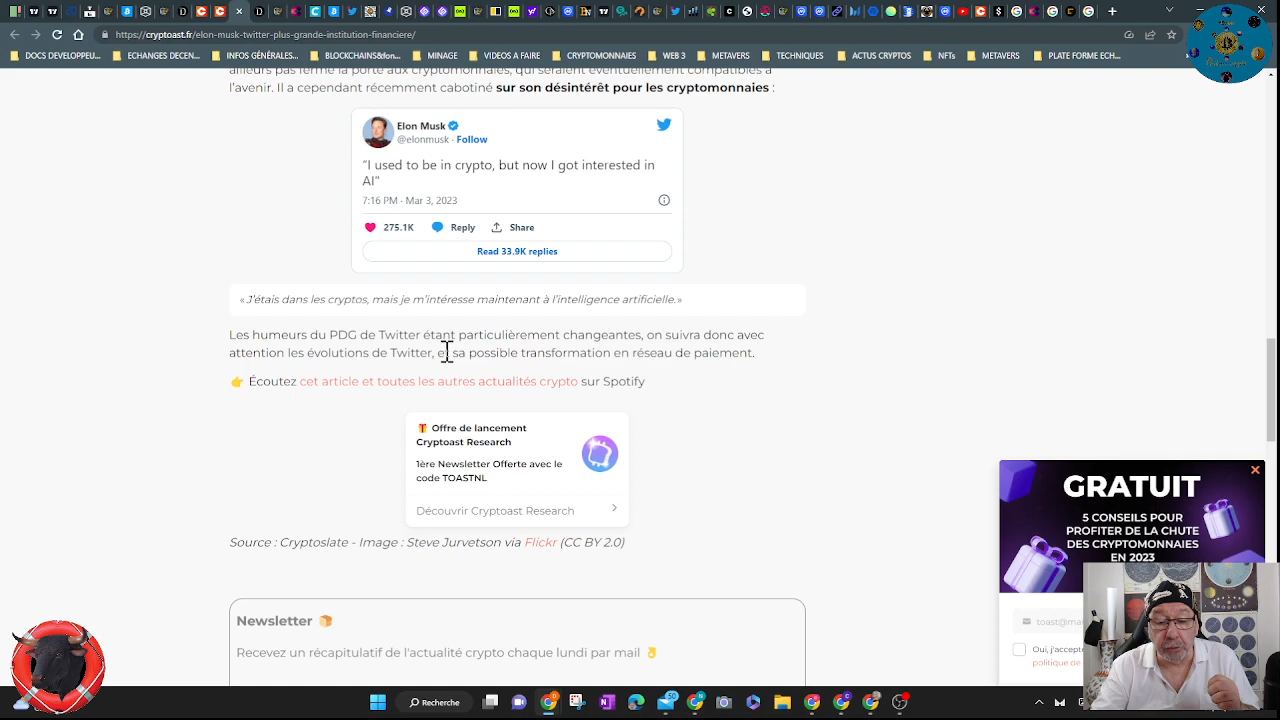 https://cryptoast.fr/elon-musk-twitter-plus-grande-institution-financiere/
DOCS DEVELOPPEU...
ECHANGES DECEN...
INFOS GÉNÉRALES...
BLOCKCHAINS&fon...
MINAGE
VIDEOS A FAIRE
CRYPTOMONNAIES
WEB 3
METAVERS
TECHNIQUES
ACTUS CRYPTOS
NFTs
METAVERS
PLATE FORME ECH...
ailleurs pas fermé la porte aux cryptomonnaies, qui seraient éventuellement compatibles à
l'avenir. Il a cependant récemment cabotiné sur son désintérêt pour les cryptomonnaies :
Elon Musk
@elonmusk · Follow
"I used to be in crypto, but now I got interested in
AI"
7:16 PM · Mar 3, 2023
275.1K Reply Share
Read 33.9K replies
« J'étais dans les cryptos, mais je m'intéresse maintenant à l'intelligence artificielle. »
Les humeurs du PDG de Twitter étant particulièrement changeantes, on suivra donc avec
attention les évolutions de Twitter, et sa possible transformation en réseau de paiement.
👉 Écoutez cet article et toutes les autres actualités crypto sur Spotify
🎁 Offre de lancement
Cryptoast Research
1ère Newsletter Offerte avec le
code TOASTNL
Découvrir Cryptoast Research
Source : Cryptoslate - Image : Steve Jurvetson via Flickr (CC BY 2.0)
Newsletter 🍞
Recevez un récapitulatif de l'actualité crypto chaque lundi par mail 👌
GRATUIT
5 CONSEILS POUR
PROFITER DE LA CHUTE
DES CRYPTOMONNAIES
EN 2023
toast@ma
Oui, j'accepte
politique de
Recherche
50